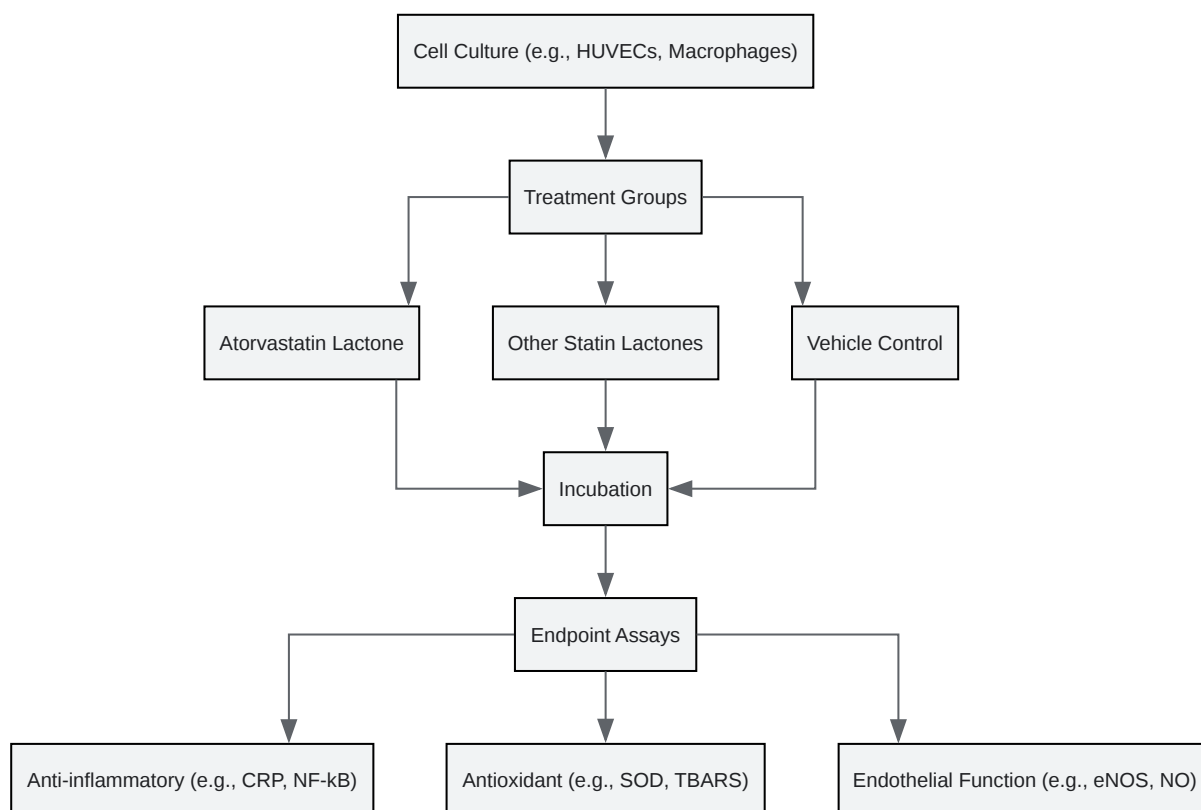 Cell Culture (e.g., HUVECs, Macrophages)
Treatment Groups
Atorvastatin Lactone
Other Statin Lactones
Vehicle Control
Incubation
Endpoint Assays
Anti-inflammatory (e.g., CRP, NF-kB)
Antioxidant (e.g., SOD, TBARS)
Endothelial Function (e.g., eNOS, NO)